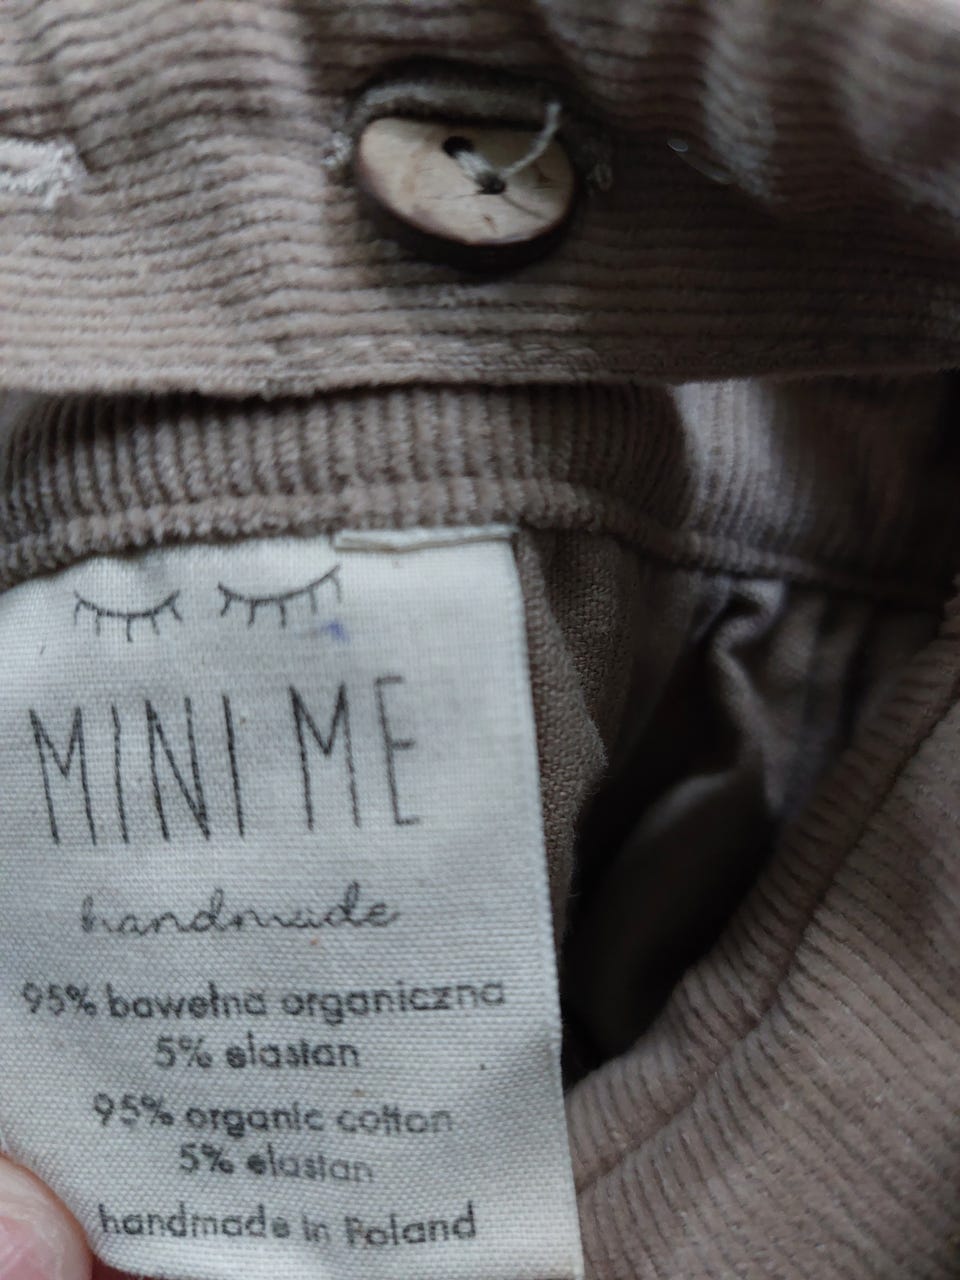 MINI ME
handmade
95% bawełna organiczna
5% elastan
95% organic cotton
5% elastan
handmade in Poland